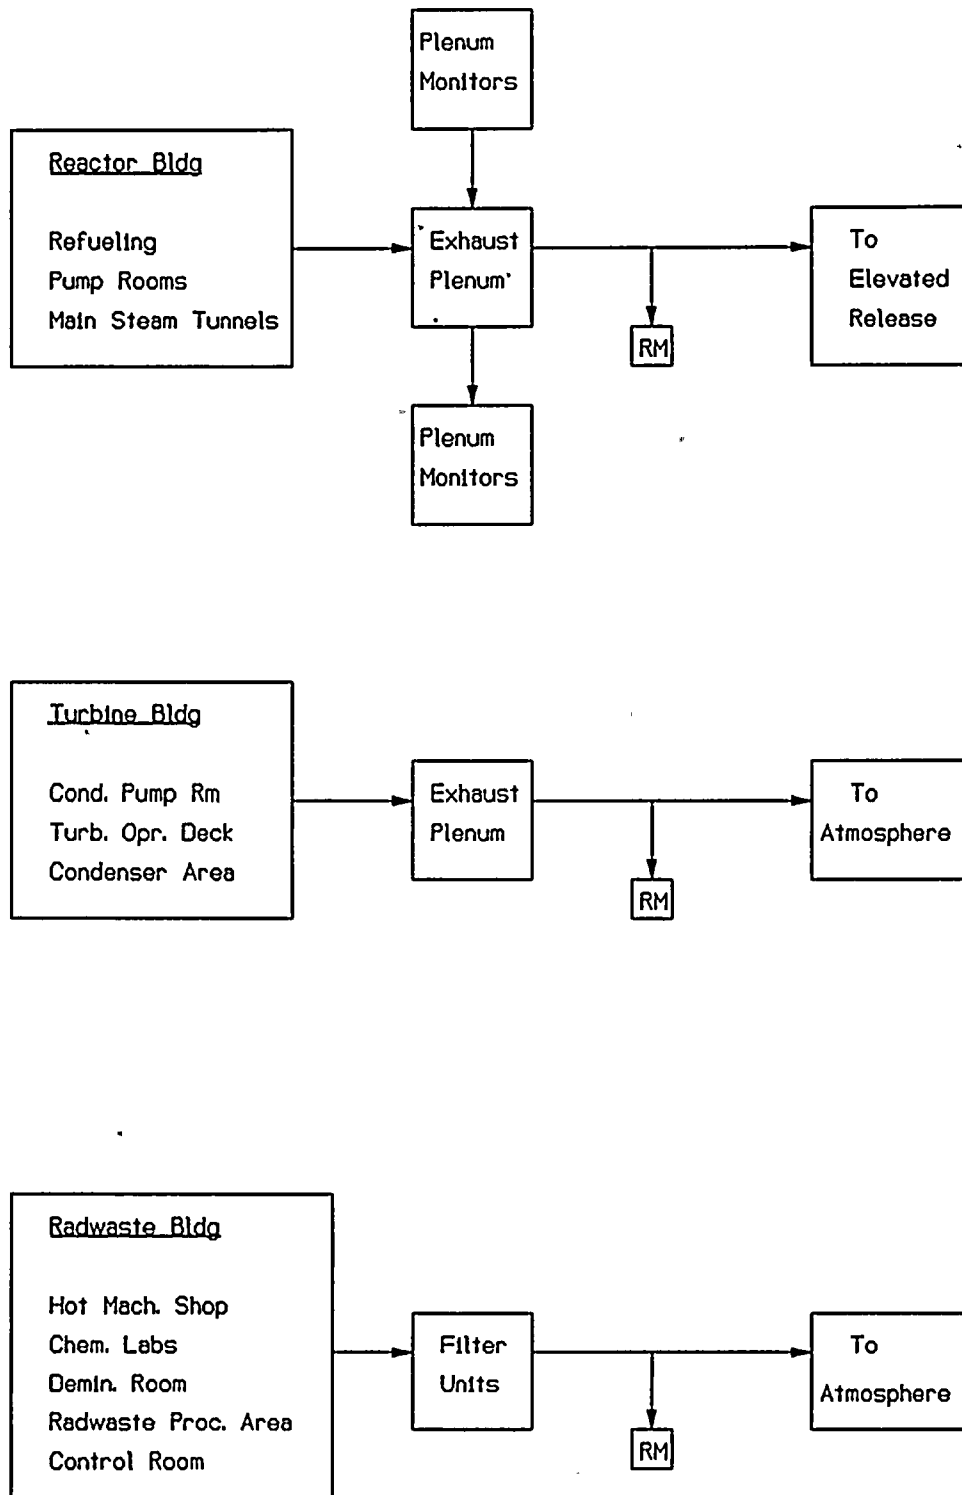 Plenum
Monitors
Reactor Bldg
Refueling
Pump Rooms
Main Steam Tunnels
Exhaust
Plenum
To
Elevated
Release
RM
Plenum
Monitors
Turbine Bldg
Cond. Pump Rm
Turb. Opr. Deck
Condenser Area
Exhaust
Plenum
To
Atmosphere
RM
Radwaste Bldg
Hot Mach. Shop
Chem. Labs
Demin. Room
Radwaste Proc. Area
Control Room
Filter
Units
To
Atmosphere
RM